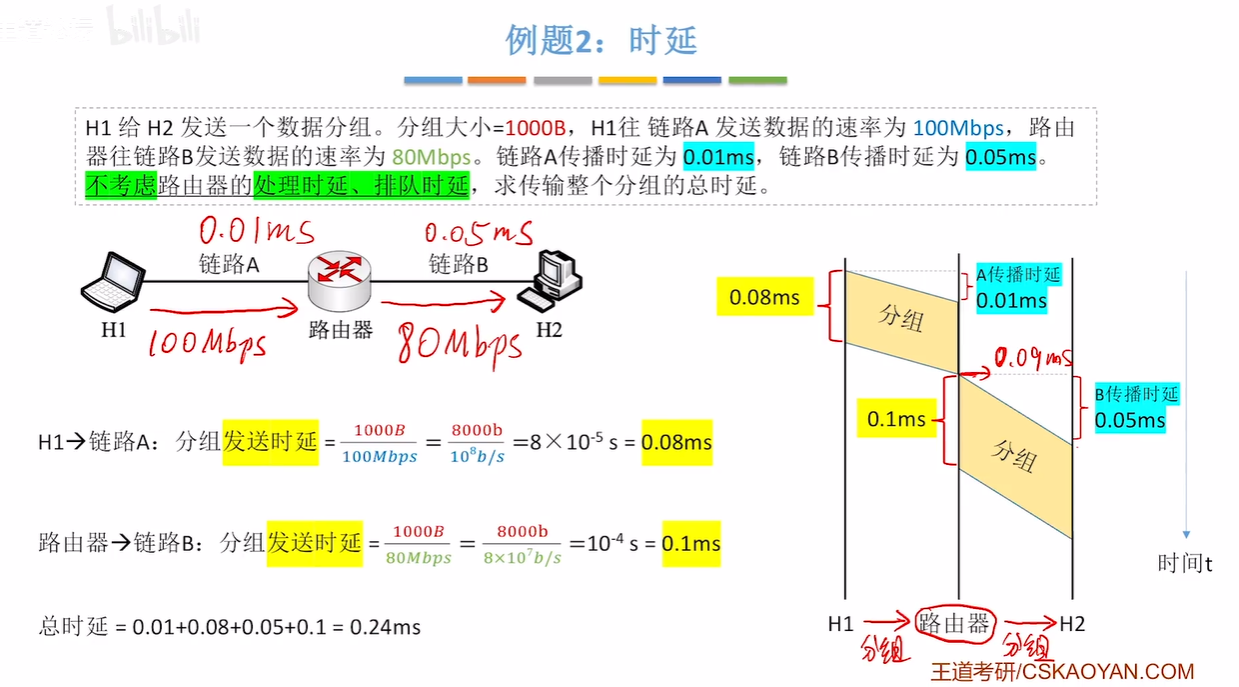 bilibili
例题2：时延
H1 给 H2 发送一个数据分组。分组大小=1000B，H1往 链路A 发送数据的速率为 100Mbps，路由
器往链路B发送数据的速率为 80Mbps。链路A传播时延为 0.01ms，链路B传播时延为 0.05ms。
不考虑路由器的处理时延、排队时延，求传输整个分组的总时延。
0.01ms
0.05ms
链路A
链路B
H1
路由器
H2
100Mbps
80Mbps
0.08ms
分组
A传播时延
0.01ms
0.09ms
0.1ms
B传播时延
0.05ms
分组
时间t
H1→链路A：分组发送时延 = 1000B/100Mbps = 8000b/10⁸b/s =8×10⁻⁵ s = 0.08ms
路由器→链路B：分组发送时延 = 1000B/80Mbps = 8000b/8×10⁷b/s =10⁻⁴ s = 0.1ms
总时延 = 0.01+0.08+0.05+0.1 = 0.24ms
H1 路由器 H2
分组 分组
王道考研/CSKAOYAN.COM